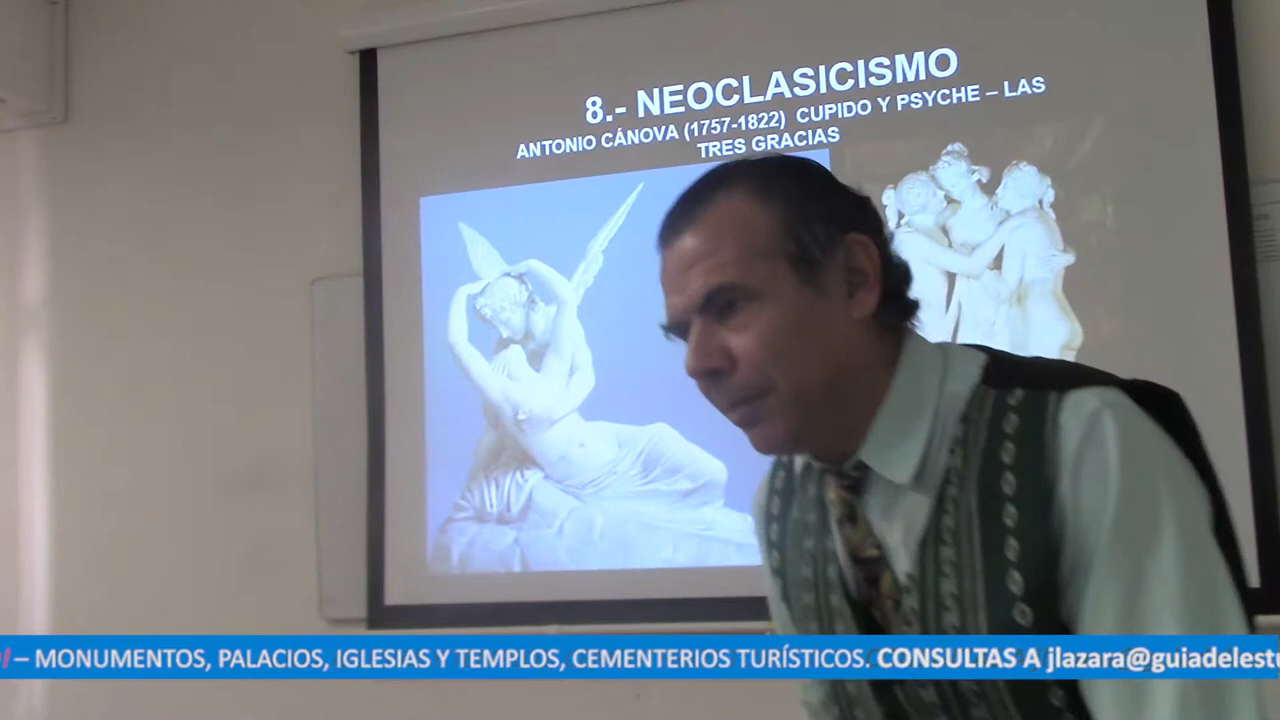 8.- NEOCLASICISMO
ANTONIO CÁNOVA (1757-1822) CUPIDO Y PSYCHE – LAS
TRES GRACIAS
– MONUMENTOS, PALACIOS, IGLESIAS Y TEMPLOS, CEMENTERIOS TURÍSTICOS. CONSULTAS A jlazara@guiadelestu